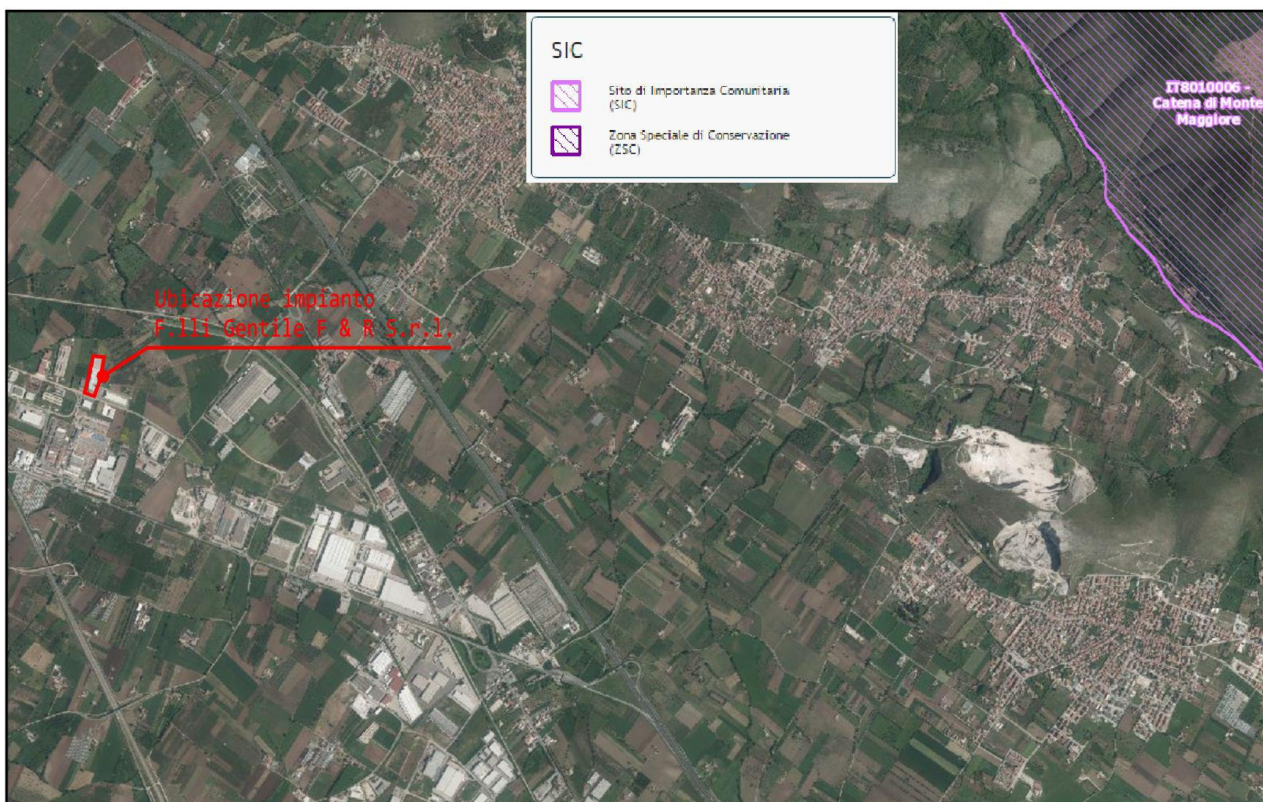 SIC
Sito di Importanza Comunitaria
(SIC)
Zona Speciale di Conservazione
(ZSC)
IT8010006 -
Catena di Monte
Maggiore
Ubicazione impianto
F.lli Gentile F & R S.r.l.